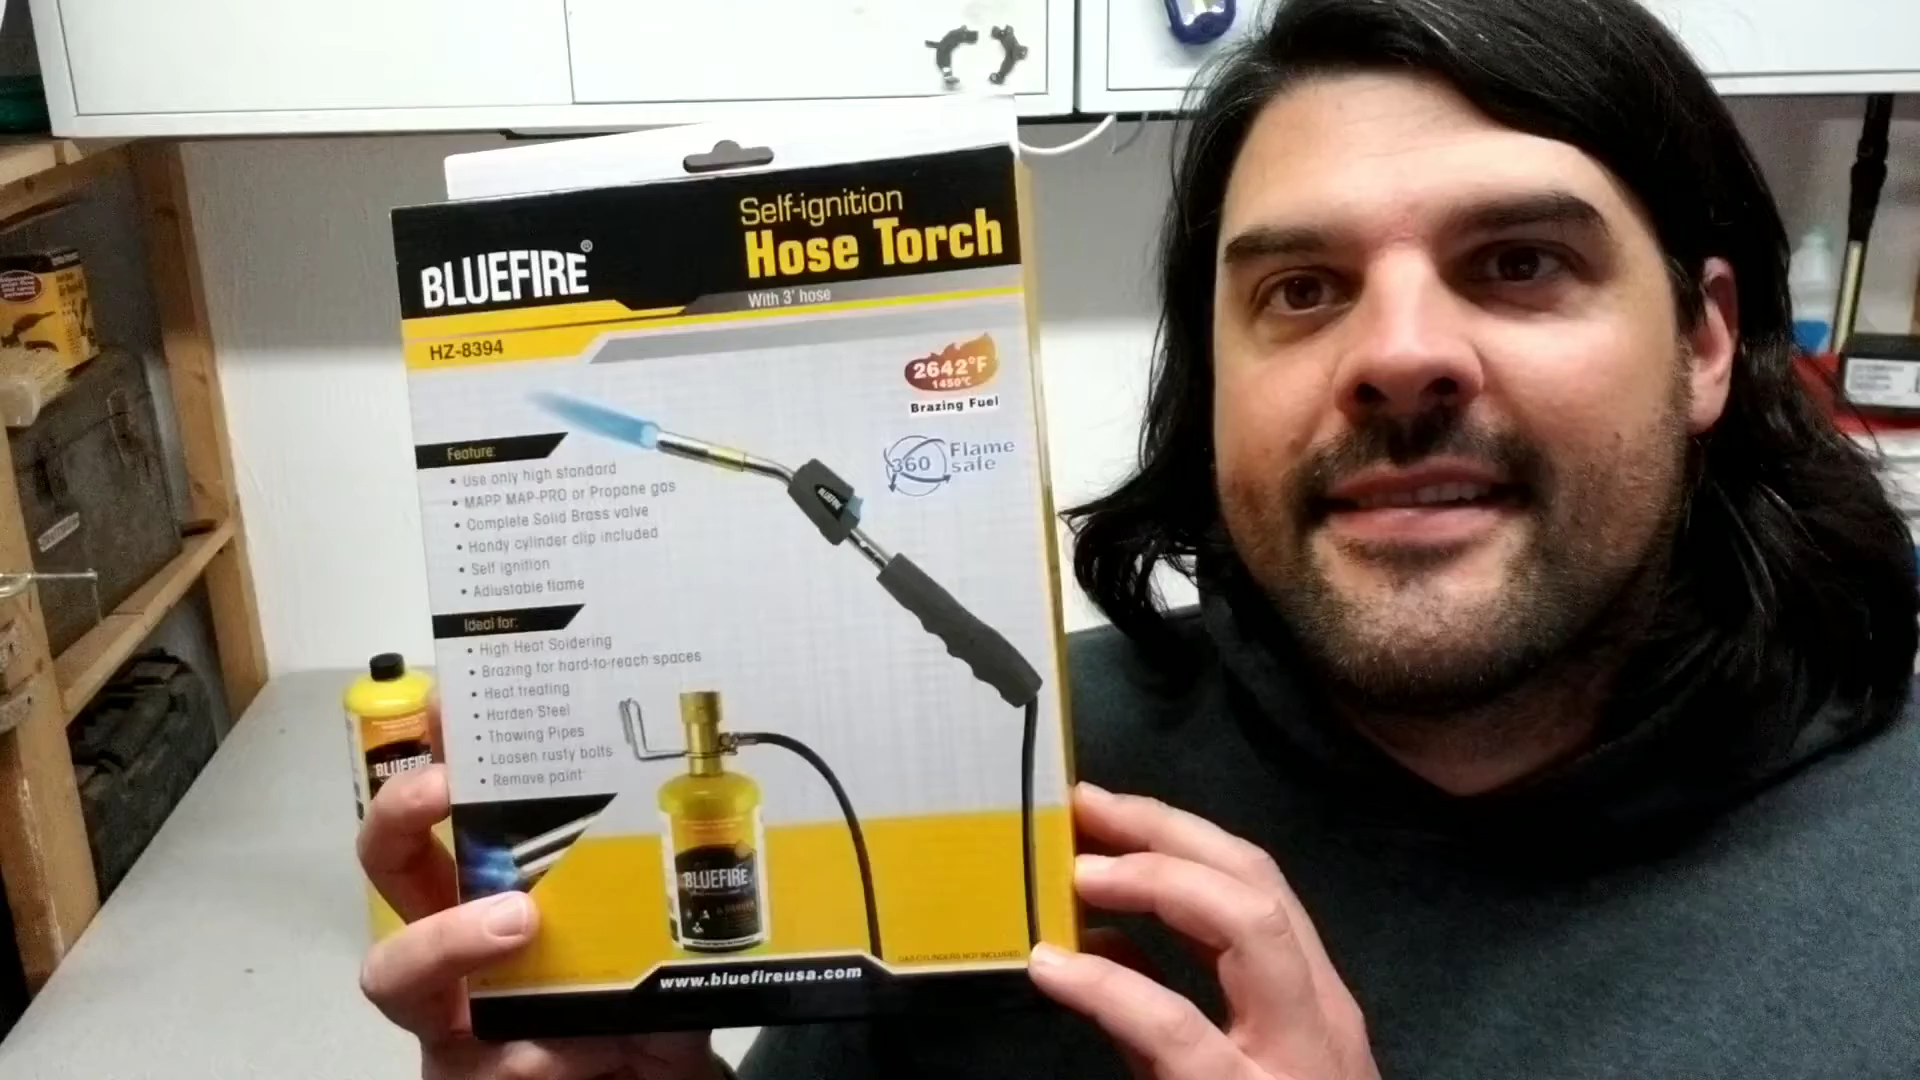 Self-ignition
Hose Torch
BLUEFIRE®
With 3' hose
HZ-8394
2642°F
1450°C
Brazing Fuel
360 Flame
safe
Feature:
• Use only high standard
• MAPP MAP-PRO or Propane gas
• Complete Solid Brass valve
• Handy cylinder clip included
• Self ignition
• Adjustable flame
BLUEFIRE
Ideal for:
• High Heat Soldering
• Brazing for hard-to-reach spaces
• Heat treating
• Harden Steel
• Thawing Pipes
• Loosen rusty bolts
• Remove paint
BLUEFIRE
BLUEFIRE
GAS CYLINDERS NOT INCLUDED
www.bluefireusa.com